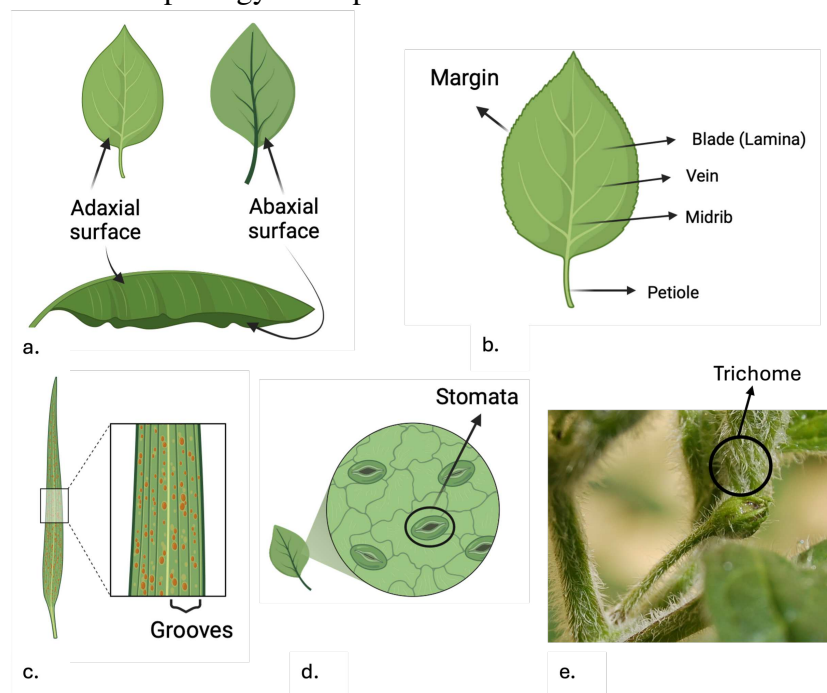 Adaxial
surface
Abaxial
surface
a.
Margin
Blade (Lamina)
Vein
Midrib
Petiole
b.
Grooves
c.
Stomata
d.
Trichome
e.